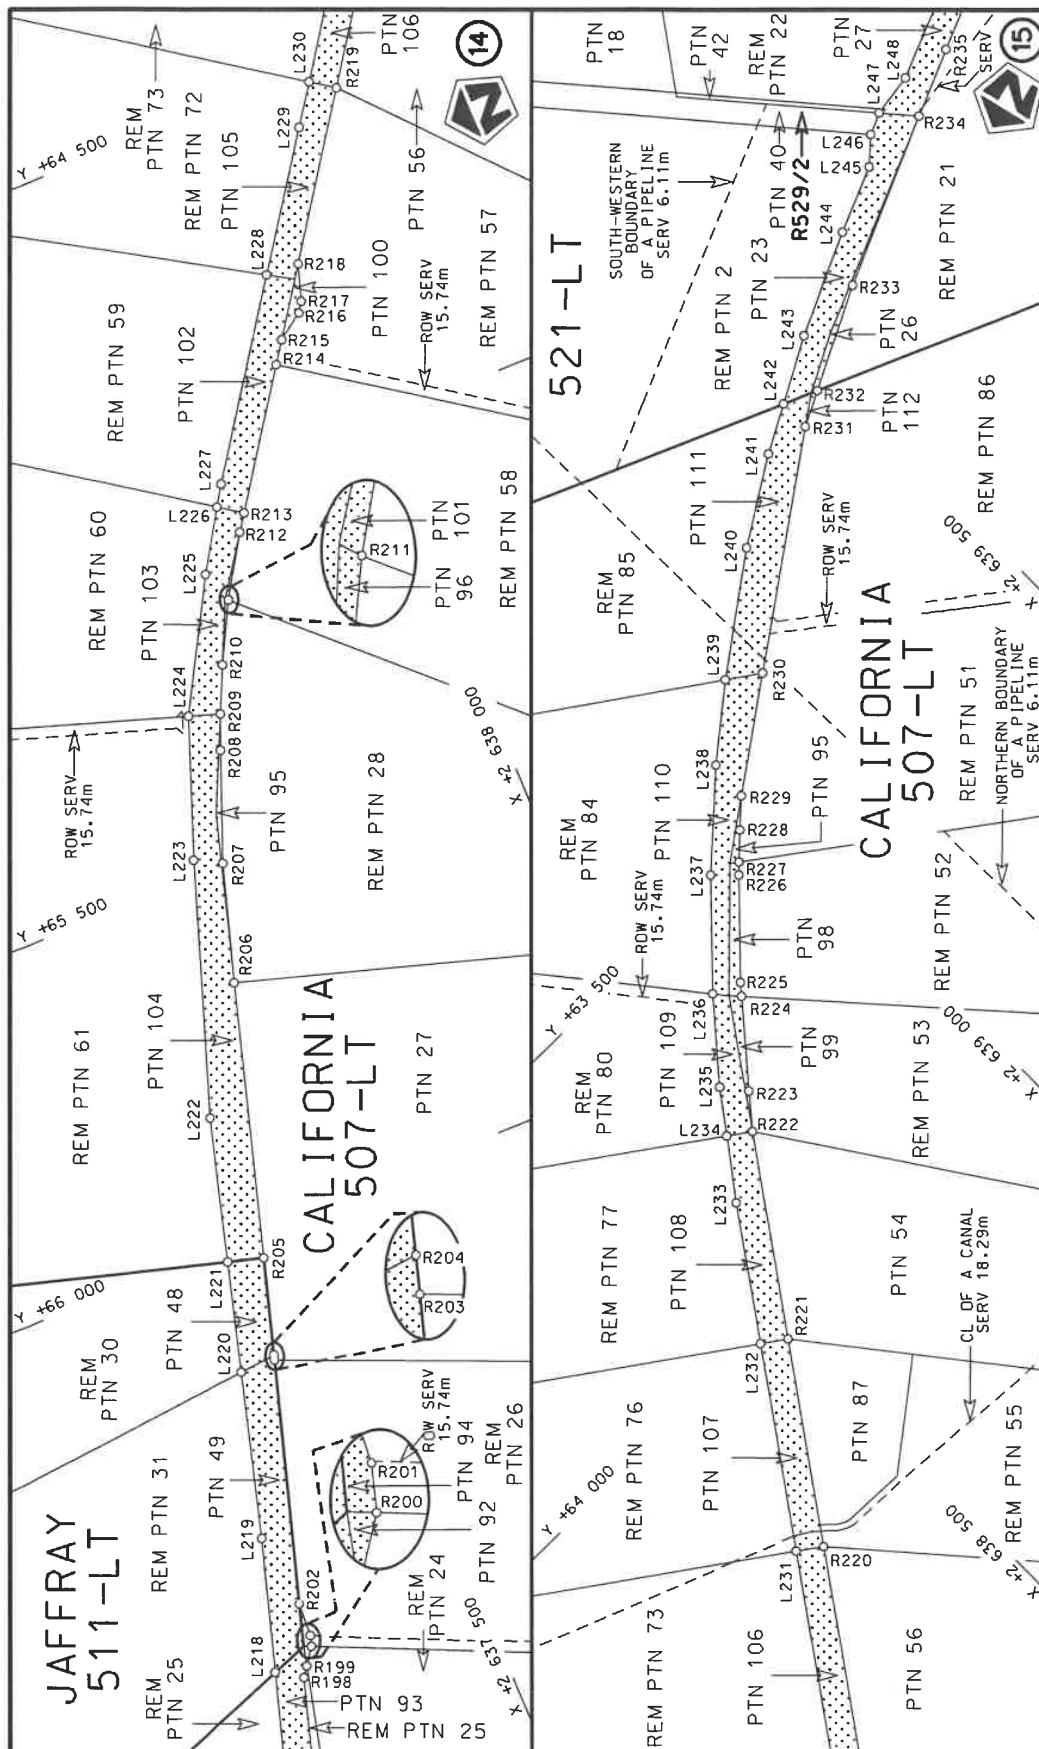 JAFFRAY
511-LT
REM
PTN 25
REM PTN 31
PTN 49
REM
PTN 30
PTN 48
Y +66 000
REM PTN 61
PTN 104
Y +65 500
ROW SERV
15.74m
REM PTN 60
PTN 103
REM PTN 59
PTN 102
Y +64 500
REM
PTN 73
REM PTN 72
PTN 105
PTN
106
14
L218
L219
L220
L221
L222
L223
L224
L225
L226
L227
L228
L229
L230
R198
R199
R202
R205
R206
R207
R208
R209
R210
R212
R213
R214
R215
R216
R217
R218
R219
PTN 93
REM PTN 25
REM
PTN 24
X +2 637 500
R200
R201
PTN 92
PTN 94
ROW SERV
15.74m
REM
PTN 26
R203
R204
CALIFORNIA
507-LT
PTN 27
PTN 95
REM PTN 28
X +2 638 000
R211
PTN
96
PTN
101
REM PTN 58
ROW SERV
15.74m
PTN 100
REM PTN 57
PTN 56
REM PTN 73
PTN 106
PTN 56
L231
R220
Y +64 000
REM PTN 76
PTN 107
PTN 87
REM PTN 55
X +2 638 500
CL OF A CANAL
SERV 18.29m
L232
R221
REM PTN 77
PTN 108
PTN 54
L233
L234
R222
R223
L235
REM
PTN 80
PTN 109
PTN
99
REM PTN 53
X +2 639 000
Y +63 500
L236
R224
R225
ROW SERV
15.74m
REM
PTN 84
PTN 110
PTN
98
REM PTN 52
L237
R226
R227
R228
R229
PTN 95
L238
CALIFORNIA
507-LT
REM PTN 51
NORTHERN BOUNDARY
OF A PIPELINE
SERV 6.11m
L239
R230
REM
PTN 85
PTN 111
ROW SERV
15.74m
X +2 639 500
L240
L241
R231
R232
PTN
112
REM PTN 86
521-LT
SOUTH-WESTERN
BOUNDARY
OF A PIPELINE
SERV 6.11m
L242
L243
REM PTN 2
PTN 23
PTN
26
R233
L244
PTN 40
R529/2
REM PTN 21
L245
L246
L247
L248
R234
R235
PTN
18
PTN
42
REM
PTN 22
PTN
27
SERV
15